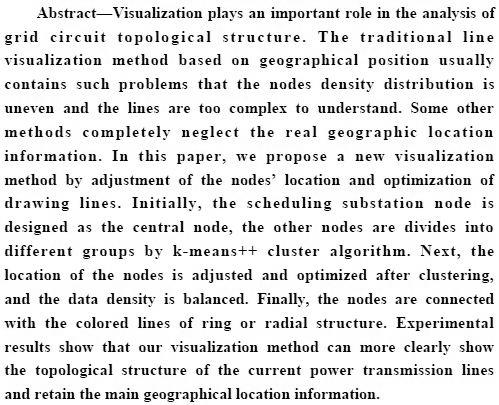 Abstract—Visualization plays an important role in the analysis of
grid circuit topological structure. The traditional line
visualization method based on geographical position usually
contains such problems that the nodes density distribution is
uneven and the lines are too complex to understand. Some other
methods completely neglect the real geographic location
information. In this paper, we propose a new visualization
method by adjustment of the nodes’ location and optimization of
drawing lines. Initially, the scheduling substation node is
designed as the central node, the other nodes are divides into
different groups by k-means++ cluster algorithm. Next, the
location of the nodes is adjusted and optimized after clustering,
and the data density is balanced. Finally, the nodes are connected
with the colored lines of ring or radial structure. Experimental
results show that our visualization method can more clearly show
the topological structure of the current power transmission lines
and retain the main geographical location information.